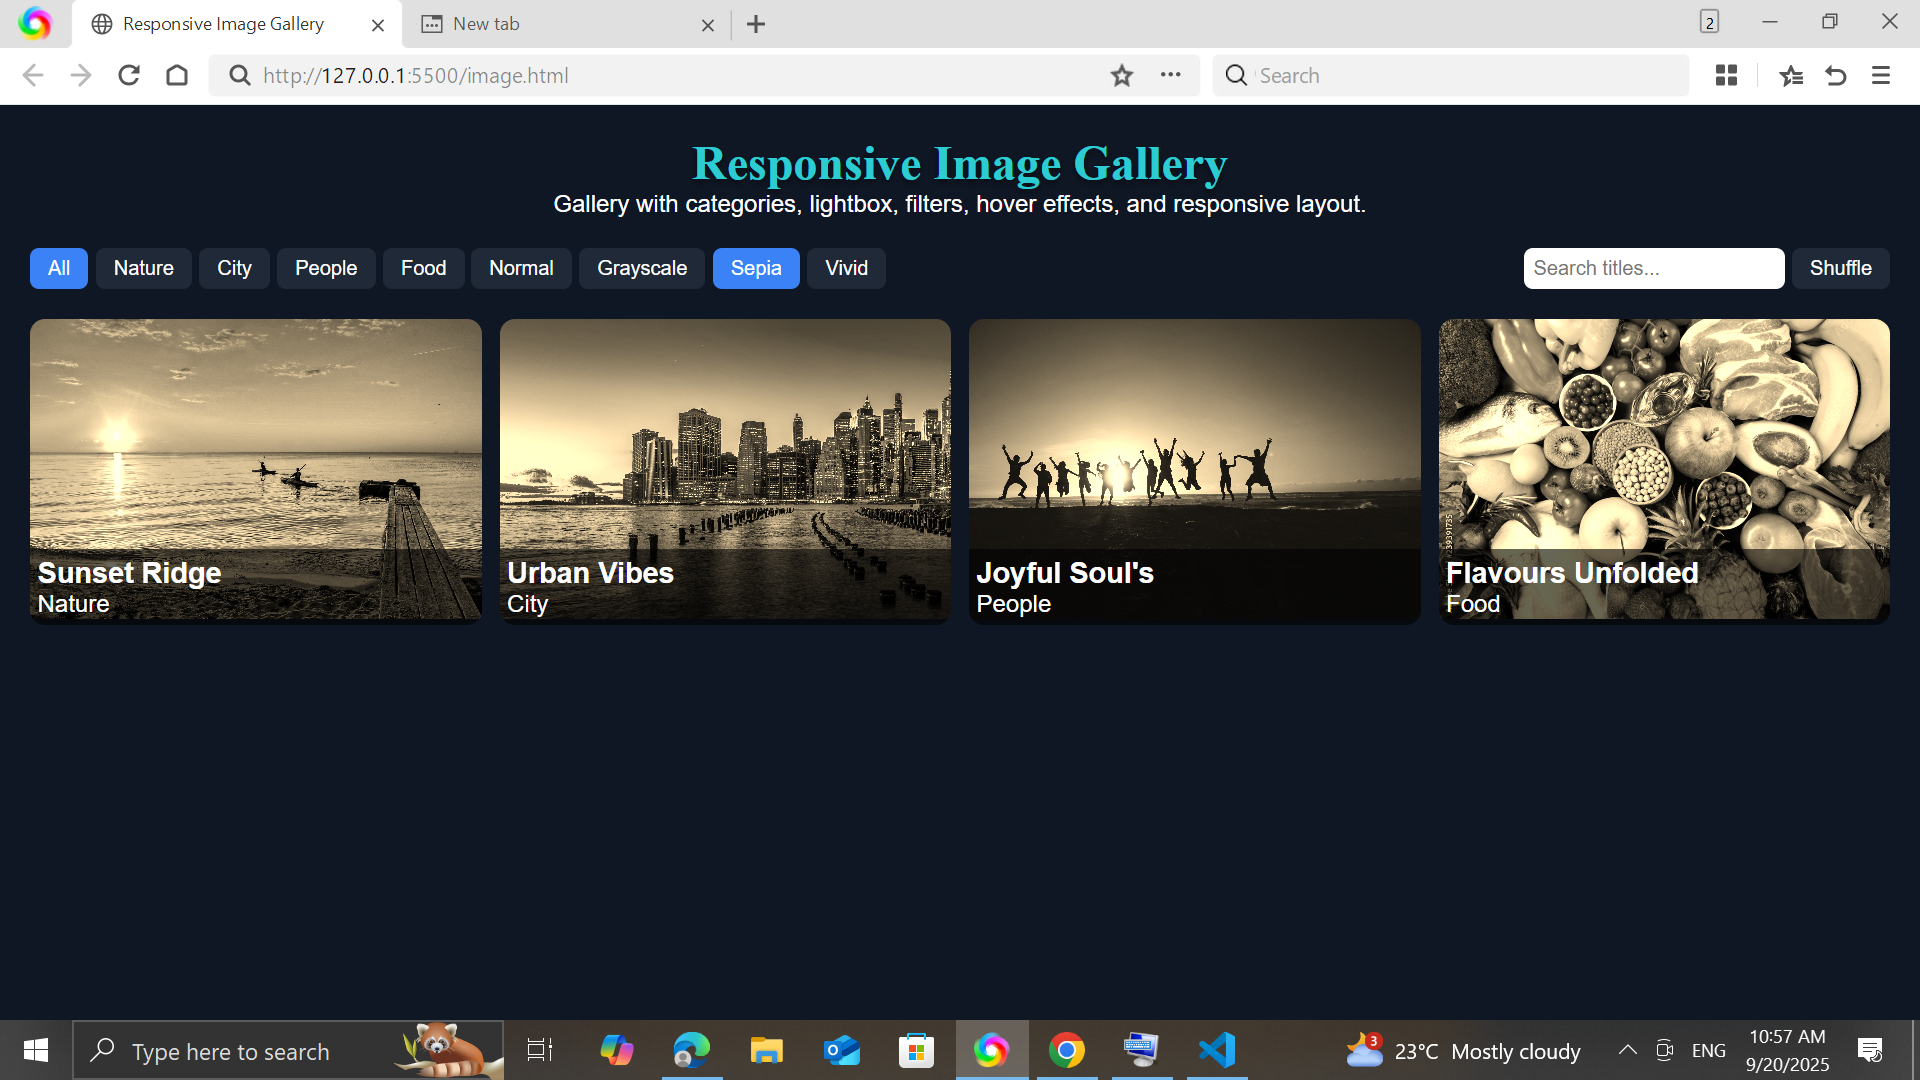 Responsive Image Gallery
New tab
2
http://127.0.0.1:5500/image.html
Search
Responsive Image Gallery
Gallery with categories, lightbox, filters, hover effects, and responsive layout.
All Nature City People Food Normal Grayscale Sepia Vivid Search titles... Shuffle
Sunset Ridge
Nature
Urban Vibes
City
Joyful Soul's
People
Flavours Unfolded
Food
Type here to search
3
23°C Mostly cloudy
ENG
10:57 AM
9/20/2025